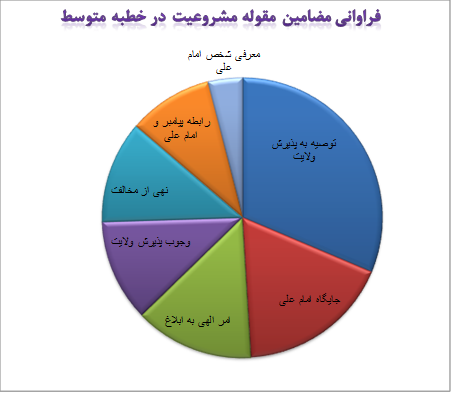 فراوانی مضامین مقوله مشروعیت در خطبه متوسط
معرفی شخص امام
علی
توصیه به پذیرش
ولایت
رابطه پیامبر و
امام علی
نهی از مخالفت
وجوب پذیرش ولایت
جایگاه امام علی
امر الهی به ابلاغ